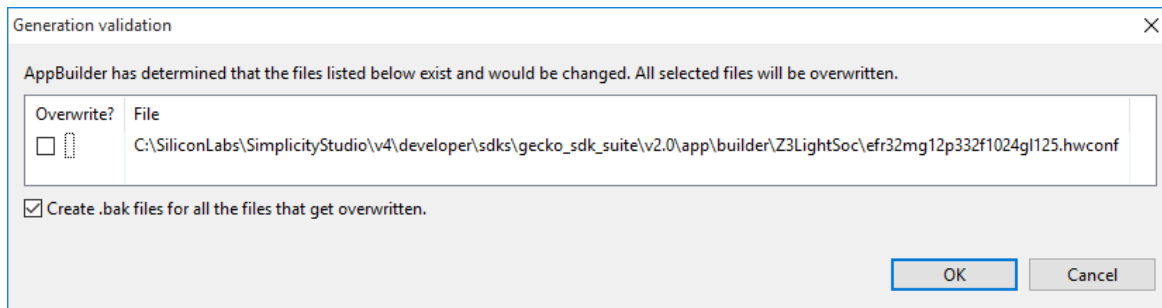 Generation validation
AppBuilder has determined that the files listed below exist and would be changed. All selected files will be overwritten.
Overwrite? File
C:\SiliconLabs\SimplicityStudio\v4\developer\sdks\gecko_sdk_suite\v2.0\app\builder\Z3LightSoc\efr32mg12p332f1024gl125.hwconf
Create .bak files for all the files that get overwritten.
OK Cancel